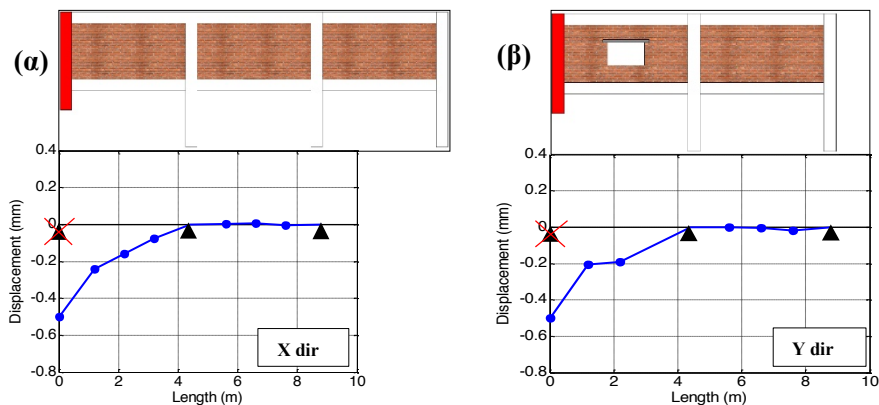 (α)
0.4
0.2
0
-0.2
-0.4
-0.6
-0.8
Displacement (mm)
X dir
0 2 4 6 8 10
Length (m)
(β)
0.4
0.2
0
-0.2
-0.4
-0.6
-0.8
Displacement (mm)
Y dir
0 2 4 6 8 10
Length (m)